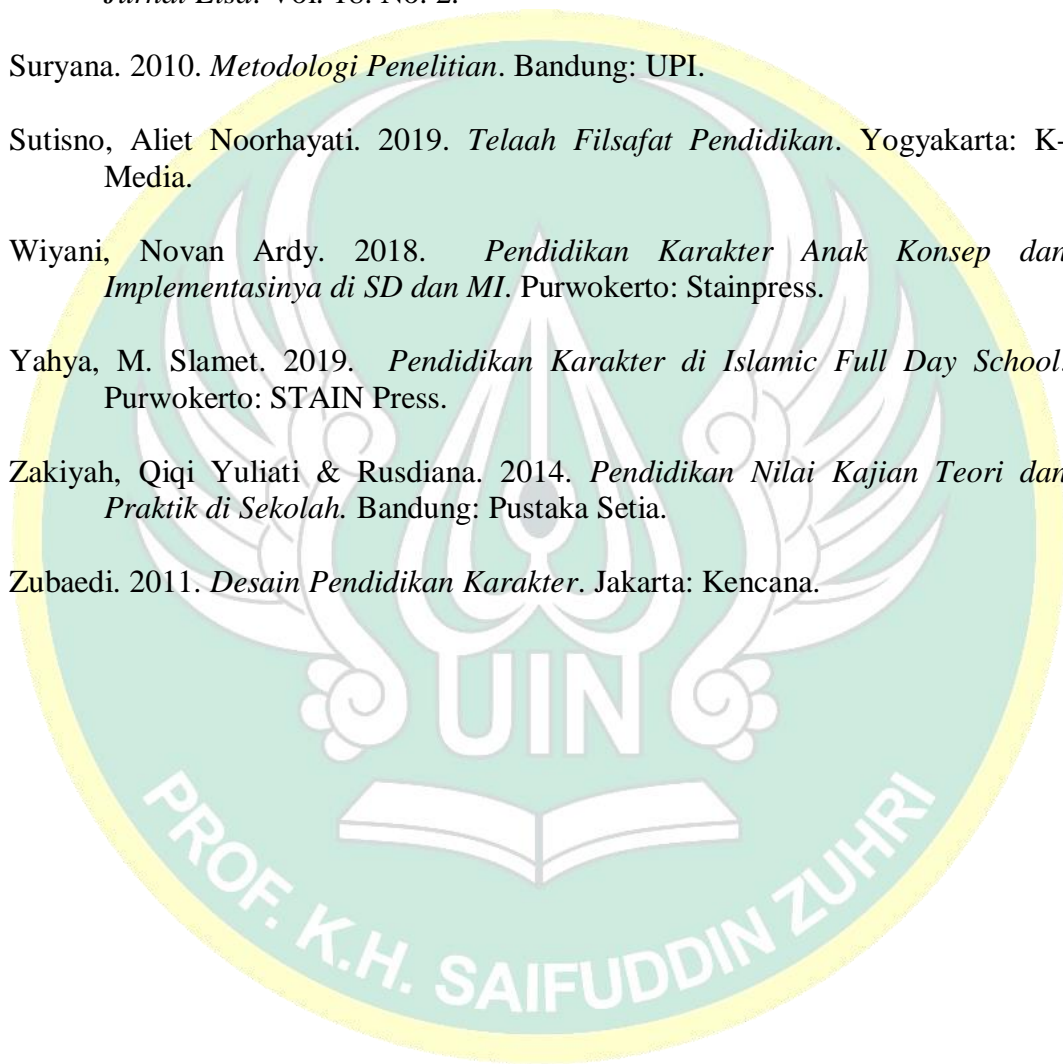 Jurnal Elsa. Vol. 18. No. 2.
Suryana. 2010. Metodologi Penelitian. Bandung: UPI.
Sutisno, Aliet Noorhayati. 2019. Telaah Filsafat Pendidikan. Yogyakarta: K-
Media.
Wiyani, Novan Ardy. 2018. Pendidikan Karakter Anak Konsep dan
Implementasinya di SD dan MI. Purwokerto: Stainpress.
Yahya, M. Slamet. 2019. Pendidikan Karakter di Islamic Full Day School.
Purwokerto: STAIN Press.
Zakiyah, Qiqi Yuliati & Rusdiana. 2014. Pendidikan Nilai Kajian Teori dan
Praktik di Sekolah. Bandung: Pustaka Setia.
Zubaedi. 2011. Desain Pendidikan Karakter. Jakarta: Kencana.
UIN
PROF. K.H. SAIFUDDIN ZUHRI